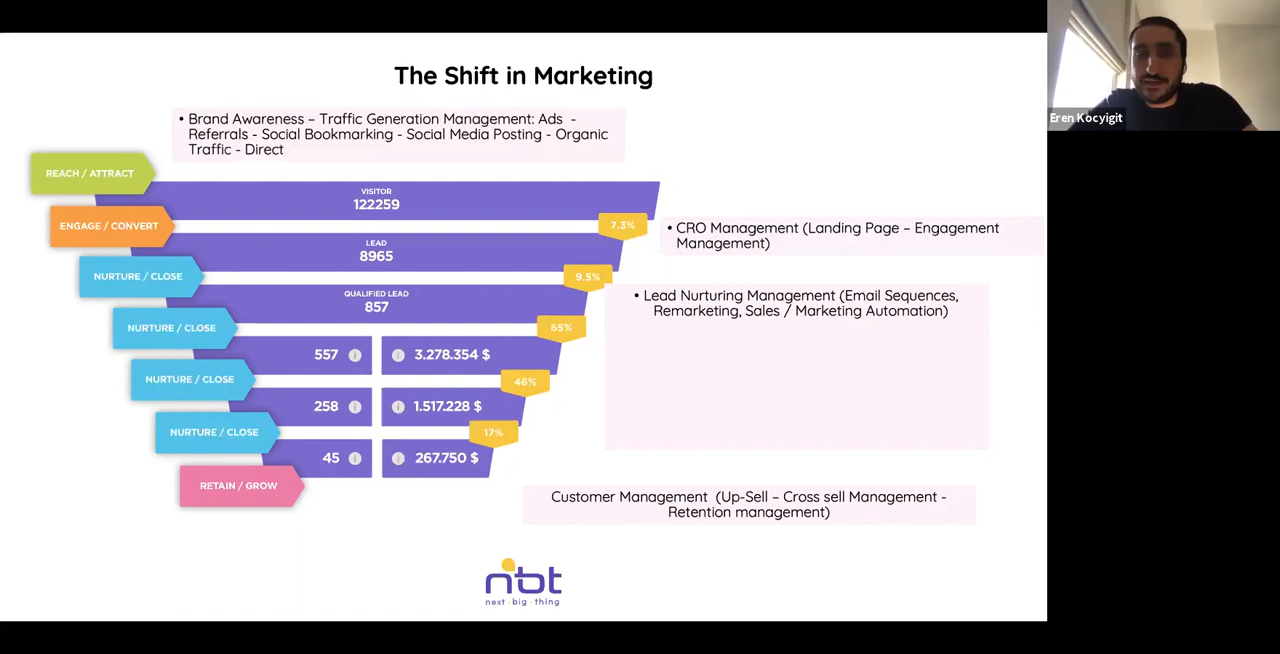 The Shift in Marketing
• Brand Awareness – Traffic Generation Management: Ads -
Referrals - Social Bookmarking - Social Media Posting - Organic
Traffic - Direct
REACH / ATTRACT
VISITOR
122259
ENGAGE / CONVERT
7.3%
• CRO Management (Landing Page – Engagement
Management)
LEAD
8965
NURTURE / CLOSE
9.5%
QUALIFIED LEAD
857
• Lead Nurturing Management (Email Sequences,
Remarketing, Sales / Marketing Automation)
NURTURE / CLOSE
65%
557
3.278.354 $
NURTURE / CLOSE
46%
258
1.517.228 $
NURTURE / CLOSE
17%
45
267.750 $
RETAIN / GROW
Customer Management (Up-Sell – Cross sell Management -
Retention management)
nbt
next · big · thing
Eren Kocyigit